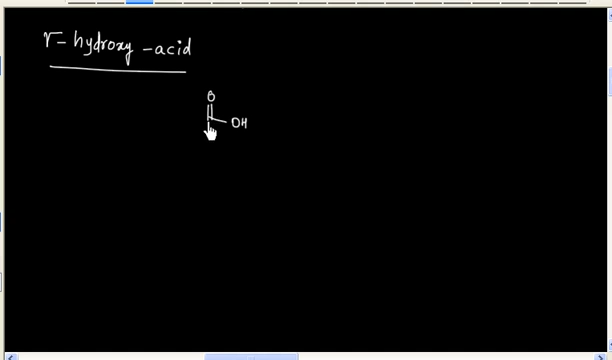 γ- hydroxy -acid
O
OH